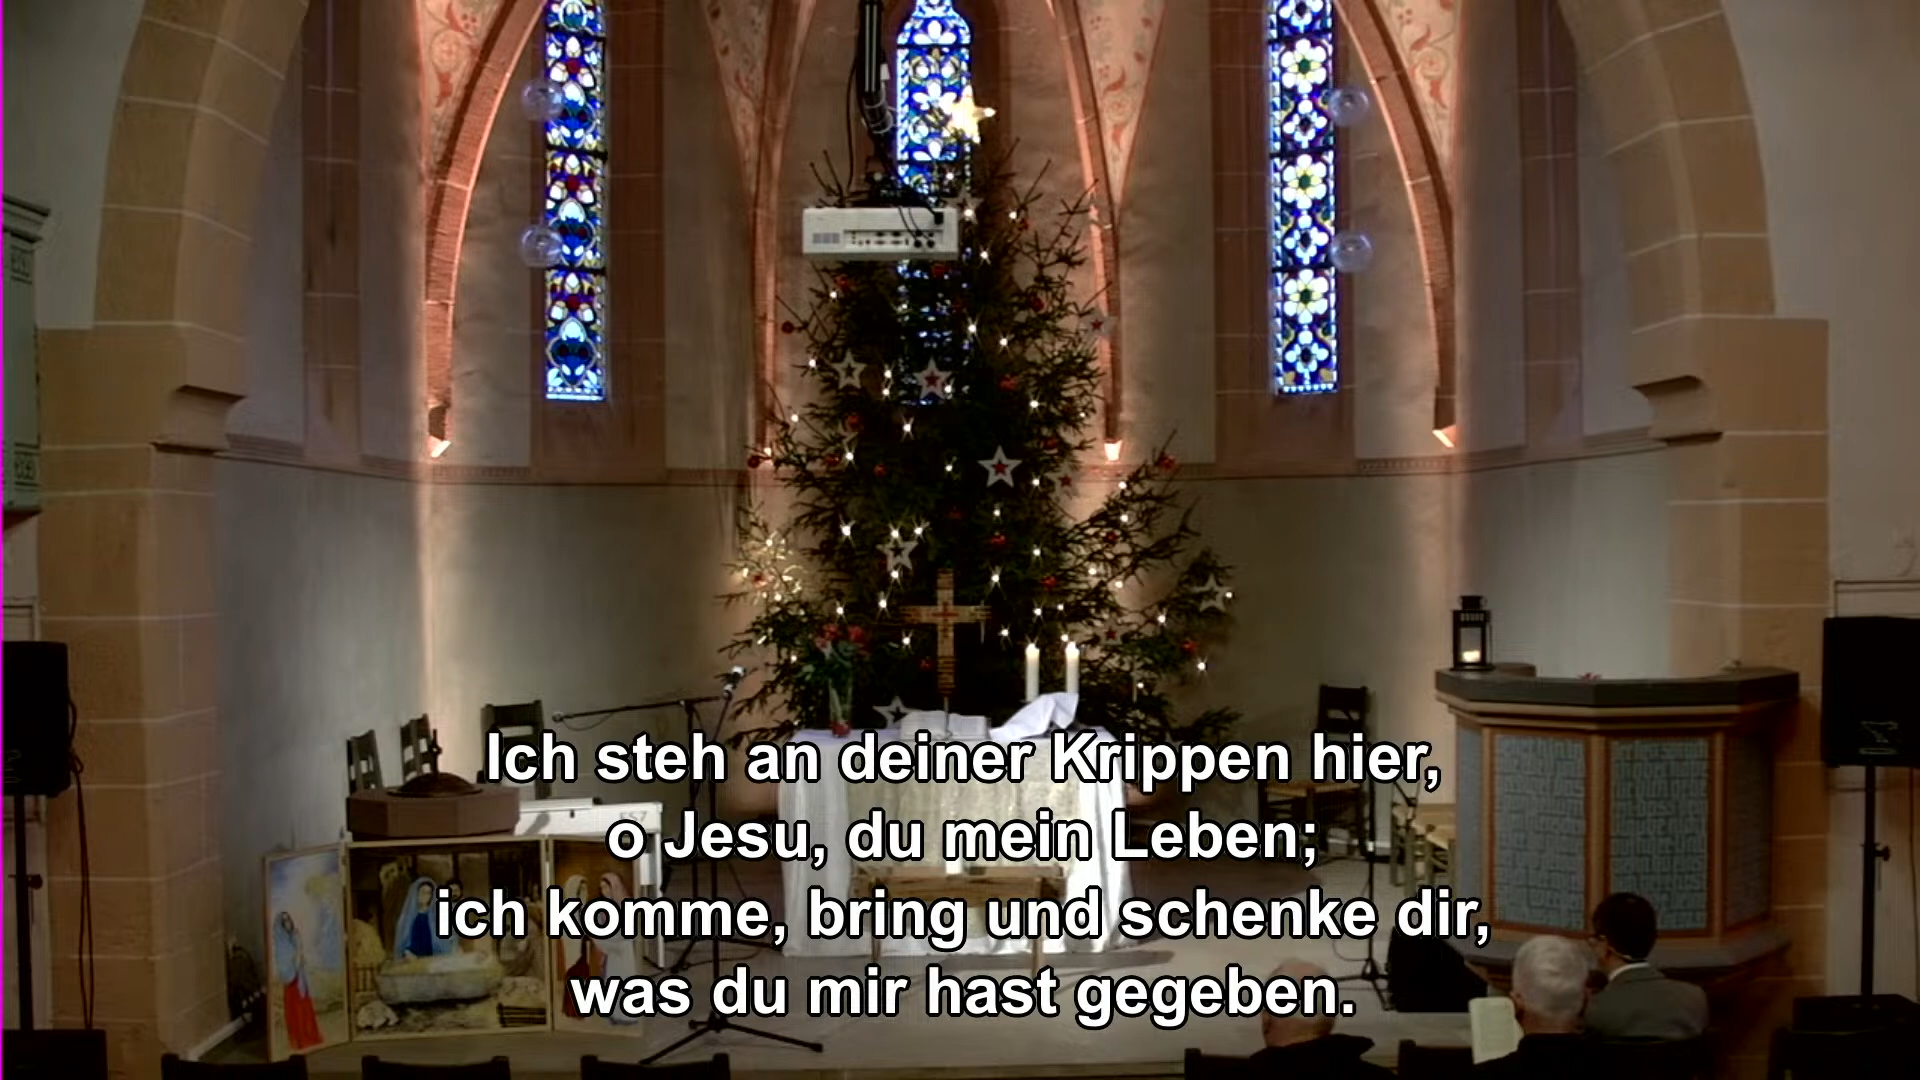 Ich steh an deiner Krippen hier,
o Jesu, du mein Leben;
ich komme, bring und schenke dir,
was du mir hast gegeben.